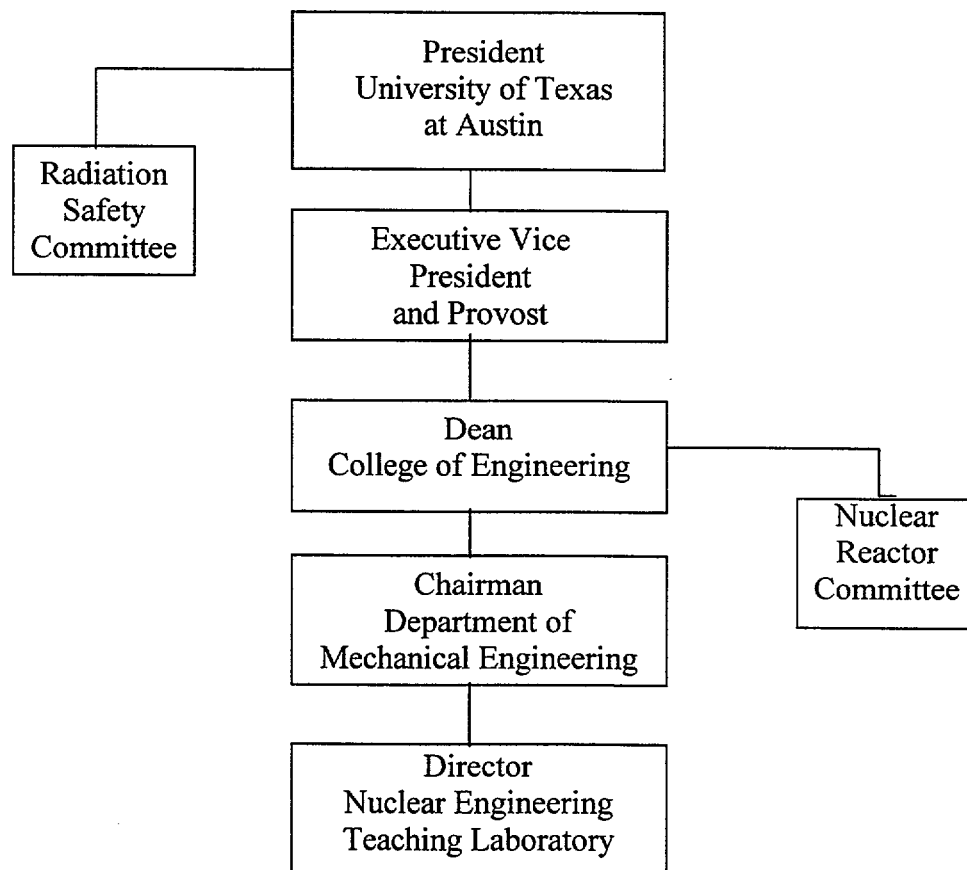 President
University of Texas
at Austin
Radiation
Safety
Committee
Executive Vice
President
and Provost
Dean
College of Engineering
Nuclear
Reactor
Committee
Chairman
Department of
Mechanical Engineering
Director
Nuclear Engineering
Teaching Laboratory